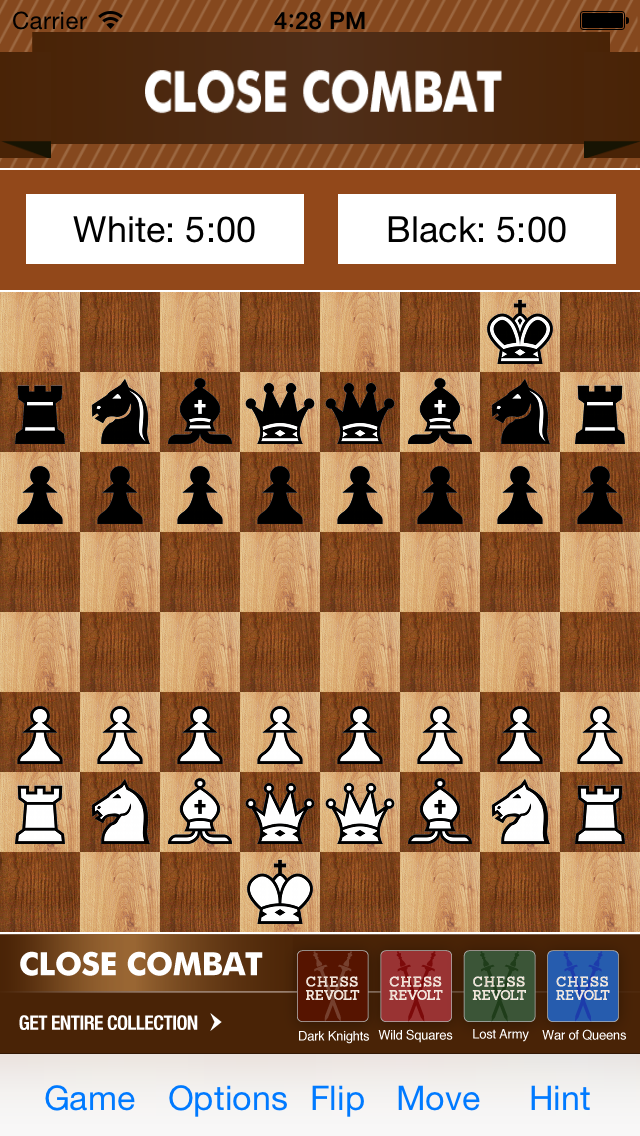 Carrier 4:28 PM
CLOSE COMBAT
White: 5:00 Black: 5:00
CLOSE COMBAT
GET ENTIRE COLLECTION
CHESS REVOLT CHESS REVOLT CHESS REVOLT CHESS REVOLT
Dark Knights Wild Squares Lost Army War of Queens
Game Options Flip Move Hint